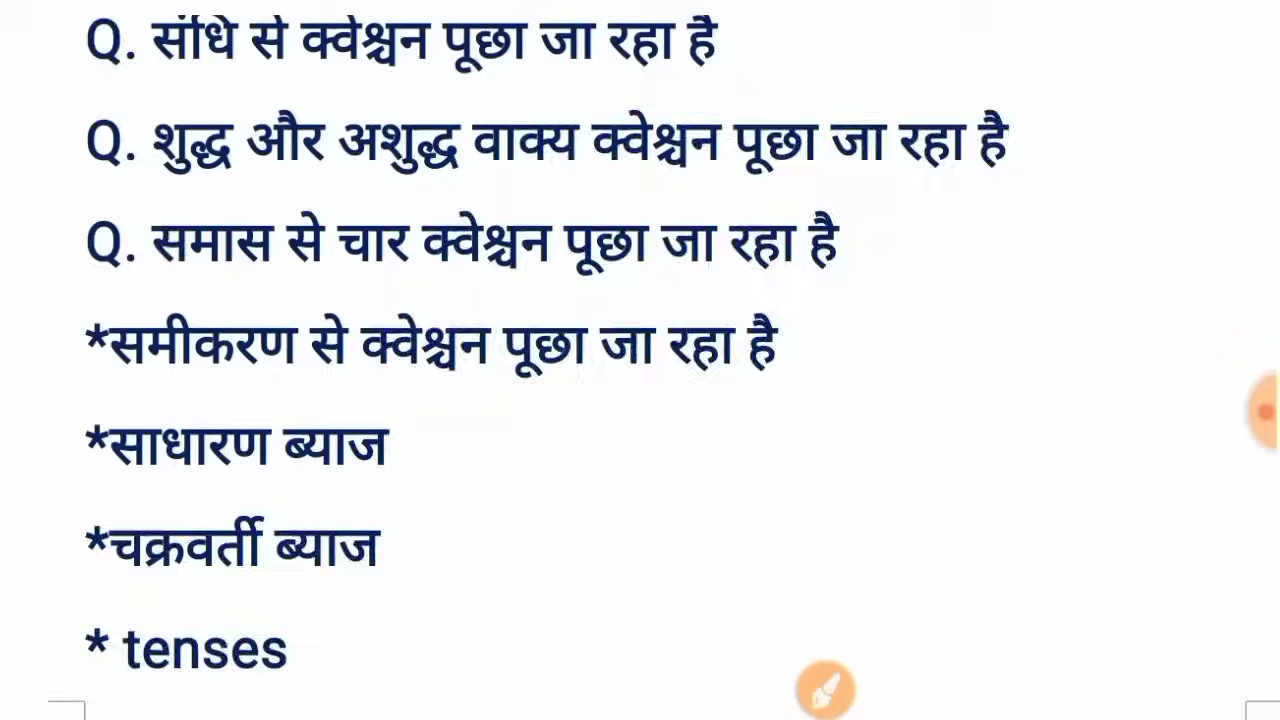 Q. संधि से क्वेश्चन पूछा जा रहा है
Q. शुद्ध और अशुद्ध वाक्य क्वेश्चन पूछा जा रहा है
Q. समास से चार क्वेश्चन पूछा जा रहा है
*समीकरण से क्वेश्चन पूछा जा रहा है
*साधारण ब्याज
*चक्रवर्ती ब्याज
* tenses